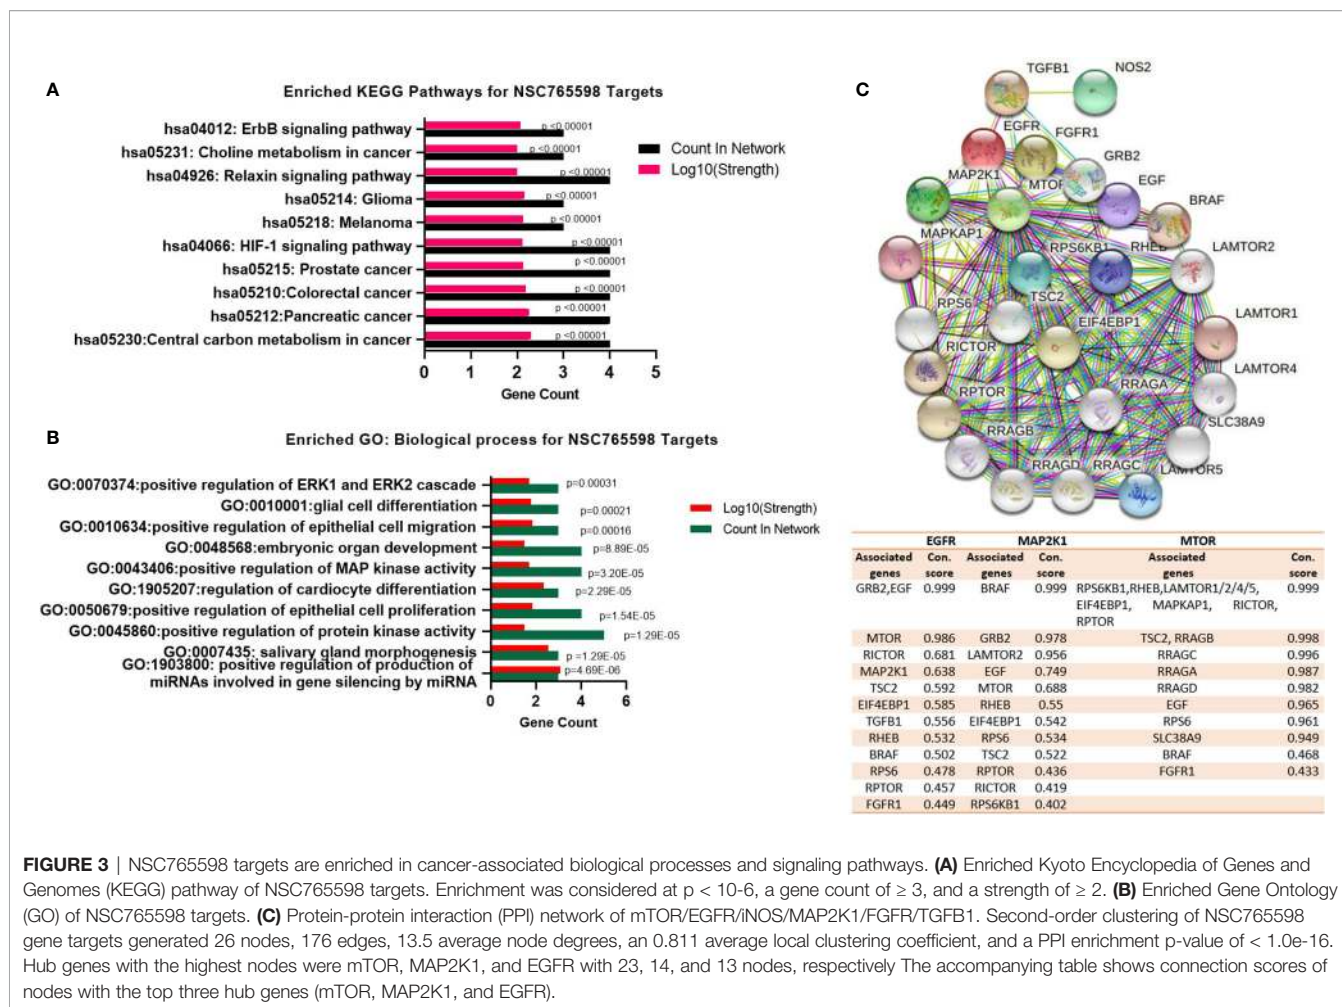 A
Enriched KEGG Pathways for NSC765598 Targets
hsa04012: ErbB signaling pathway
p <0.00001
hsa05231: Choline metabolism in cancer
p <0.00001
hsa04926: Relaxin signaling pathway
p <0.00001
hsa05214: Glioma
p <0.00001
hsa05218: Melanoma
p <0.00001
hsa04066: HIF-1 signaling pathway
p <0.00001
hsa05215: Prostate cancer
p <0.00001
hsa05210:Colorectal cancer
p <0.00001
hsa05212:Pancreatic cancer
p <0.00001
hsa05230:Central carbon metabolism in cancer
p <0.00001
0 1 2 3 4 5
Gene Count
Count In Network
Log10(Strength)
B
Enriched GO: Biological process for NSC765598 Targets
GO:0070374:positive regulation of ERK1 and ERK2 cascade
p=0.00031
GO:0010001:glial cell differentiation
p=0.00021
GO:0010634:positive regulation of epithelial cell migration
p=0.00016
GO:0048568:embryonic organ development
p=8.89E-05
GO:0043406:positive regulation of MAP kinase activity
p=3.20E-05
GO:1905207:regulation of cardiocyte differentiation
p=2.29E-05
GO:0050679:positive regulation of epithelial cell proliferation
p=1.54E-05
GO:0045860:positive regulation of protein kinase activity
p=1.29E-05
GO:0007435: salivary gland morphogenesis
p =1.29E-05
GO:1903800: positive regulation of production of
miRNAs involved in gene silencing by miRNA
p=4.69E-06
0 2 4 6
Gene Count
Log10(Strength)
Count In Network
C
TGFB1
NOS2
EGFR
FGFR1
GRB2
MAP2K1
MTOR
EGF
BRAF
MAPKAP1
RPS6KB1
RHEB
LAMTOR2
RPS6
TSC2
EIF4EBP1
LAMTOR1
RICTOR
LAMTOR4
RPTOR
RRAGA
SLC38A9
RRAGB
RRAGD
RRAGC
LAMTOR5
EGFR MAP2K1 MTOR
Associated genes Con. score Associated genes Con. score Associated genes Con. score
GRB2,EGF 0.999 BRAF 0.999 RPS6KB1,RHEB,LAMTOR1/2/4/5, 0.999
EIF4EBP1, MAPKAP1, RICTOR,
RPTOR
MTOR 0.986 GRB2 0.978 TSC2, RRAGB 0.998
RICTOR 0.681 LAMTOR2 0.956 RRAGC 0.996
MAP2K1 0.638 EGF 0.749 RRAGA 0.987
TSC2 0.592 MTOR 0.688 RRAGD 0.982
EIF4EBP1 0.585 RHEB 0.55 EGF 0.965
TGFB1 0.556 EIF4EBP1 0.542 RPS6 0.961
RHEB 0.532 RPS6 0.534 SLC38A9 0.949
BRAF 0.502 TSC2 0.522 BRAF 0.468
RPS6 0.478 RPTOR 0.436 FGFR1 0.433
RPTOR 0.457 RICTOR 0.419
FGFR1 0.449 RPS6KB1 0.402
FIGURE 3 | NSC765598 targets are enriched in cancer-associated biological processes and signaling pathways. (A) Enriched Kyoto Encyclopedia of Genes and
Genomes (KEGG) pathway of NSC765598 targets. Enrichment was considered at p < 10-6, a gene count of ≥ 3, and a strength of ≥ 2. (B) Enriched Gene Ontology
(GO) of NSC765598 targets. (C) Protein-protein interaction (PPI) network of mTOR/EGFR/iNOS/MAP2K1/FGFR/TGFB1. Second-order clustering of NSC765598
gene targets generated 26 nodes, 176 edges, 13.5 average node degrees, an 0.811 average local clustering coefficient, and a PPI enrichment p-value of < 1.0e-16.
Hub genes with the highest nodes were mTOR, MAP2K1, and EGFR with 23, 14, and 13 nodes, respectively The accompanying table shows connection scores of
nodes with the top three hub genes (mTOR, MAP2K1, and EGFR).